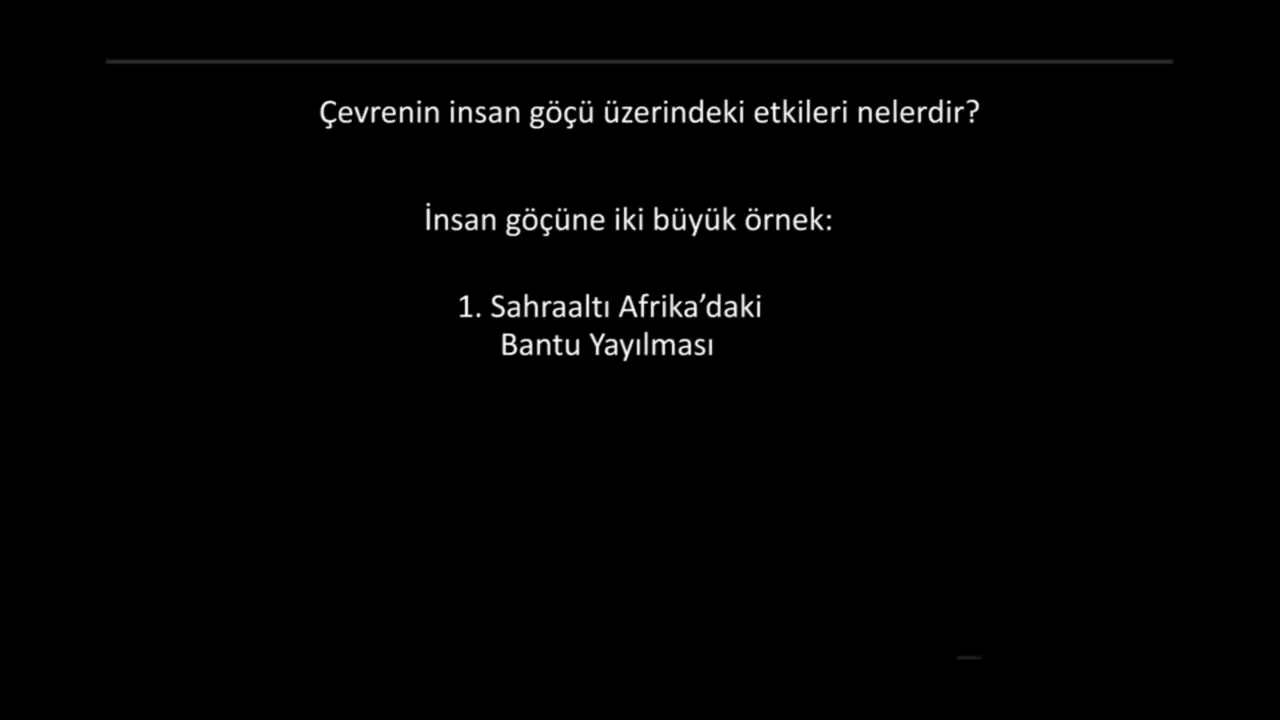 Çevrenin insan göçü üzerindeki etkileri nelerdir?
İnsan göçüne iki büyük örnek:
1. Sahraaltı Afrika’daki
Bantu Yayılması